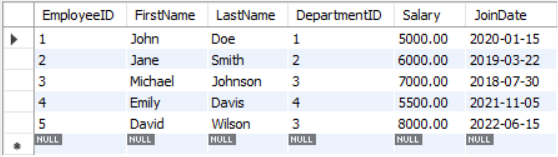 EmployeeID FirstName LastName DepartmentID Salary JoinDate
1 John Doe 1 5000.00 2020-01-15
2 Jane Smith 2 6000.00 2019-03-22
3 Michael Johnson 3 7000.00 2018-07-30
4 Emily Davis 4 5500.00 2021-11-05
5 David Wilson 3 8000.00 2022-06-15
NULL NULL NULL NULL NULL NULL